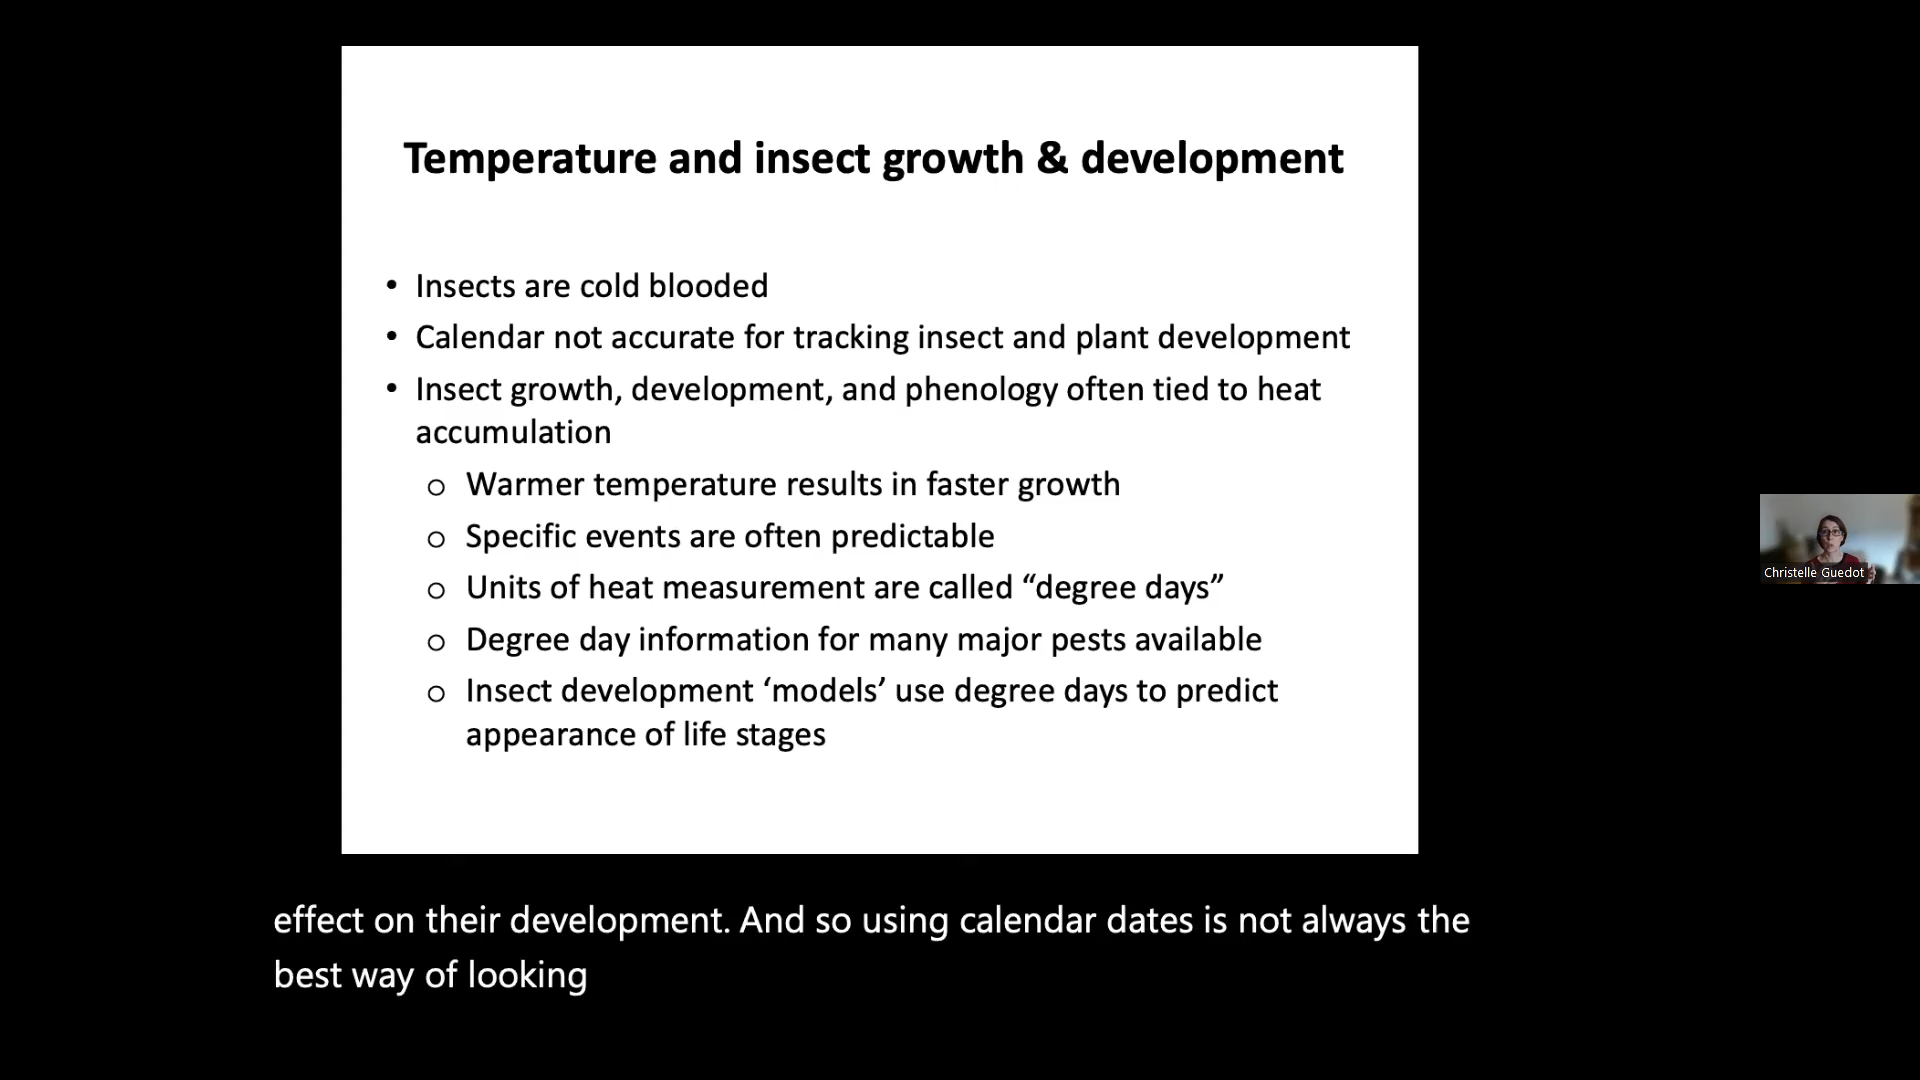 Temperature and insect growth & development
• Insects are cold blooded
• Calendar not accurate for tracking insect and plant development
• Insect growth, development, and phenology often tied to heat
accumulation
o Warmer temperature results in faster growth
o Specific events are often predictable
o Units of heat measurement are called “degree days”
o Degree day information for many major pests available
o Insect development ‘models’ use degree days to predict
appearance of life stages
Christelle Guedot
effect on their development. And so using calendar dates is not always the
best way of looking